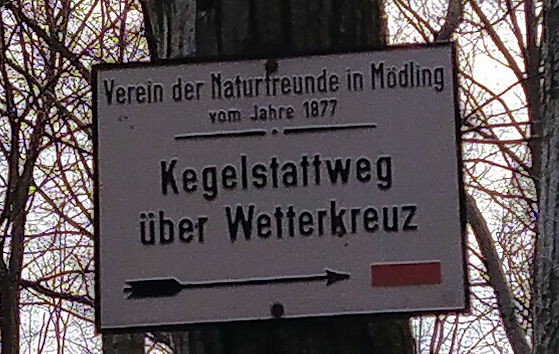 Verein der Naturfreunde in Mödling
vom Jahre 1877
Kegelstattweg
über Wetterkreuz